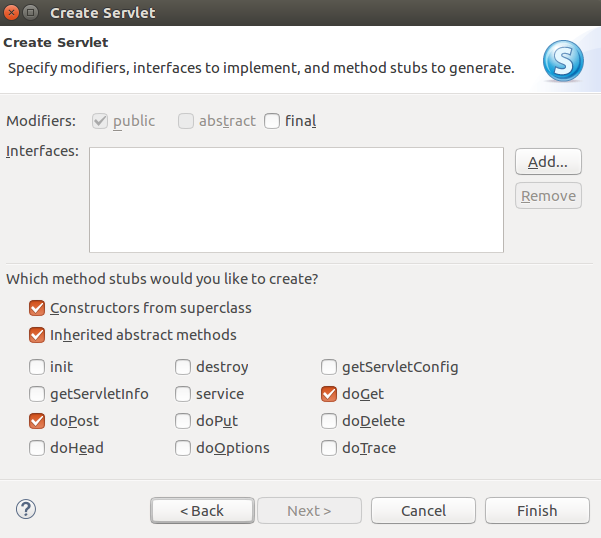 Create Servlet
Create Servlet
Specify modifiers, interfaces to implement, and method stubs to generate.
S
Modifiers: public abstract final
Interfaces:
Add...
Remove
Which method stubs would you like to create?
Constructors from superclass
Inherited abstract methods
init destroy getServletConfig
getServletInfo service doGet
doPost doPut doDelete
doHead doOptions doTrace
? < Back Next > Cancel Finish